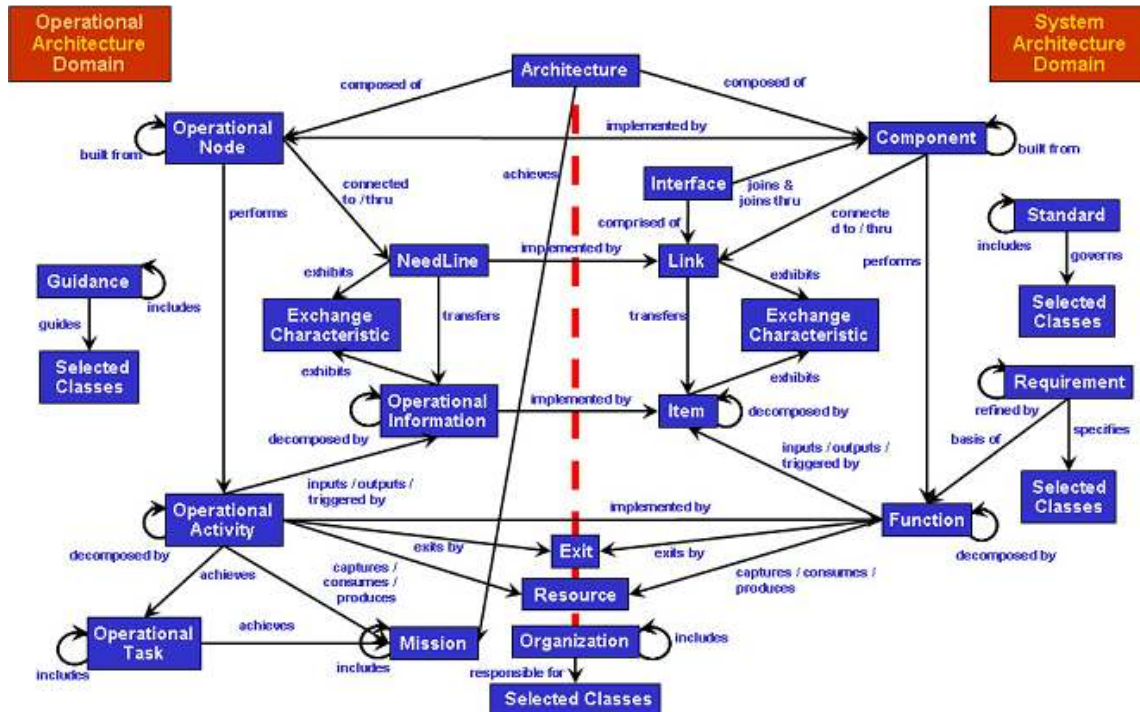 Operational
Architecture
Domain
System
Architecture
Domain
Architecture
composed of
composed of
Operational
Node
built from
implemented by
Component
built from
achieves
Interface
joins &
joins thru
connected
to / thru
performs
comprised of
connecte
d to / thru
performs
Standard
includes
governs
NeedLine
implemented by
Link
Guidance
includes
guides
exhibits
transfers
Exchange
Characteristic
exhibits
transfers
exhibits
Exchange
Characteristic
exhibits
Selected
Classes
Selected
Classes
Operational
Information
decomposed by
implemented by
Item
decomposed by
Requirement
refined by
basis of
specifies
Selected
Classes
inputs / outputs /
triggered by
inputs / outputs /
triggered by
Operational
Activity
decomposed by
implemented by
Function
decomposed by
exits by
Exit
exits by
achieves
captures /
consumes /
produces
Resource
captures / consumes /
produces
Operational
Task
includes
achieves
Mission
includes
Organization
includes
responsible for
Selected Classes